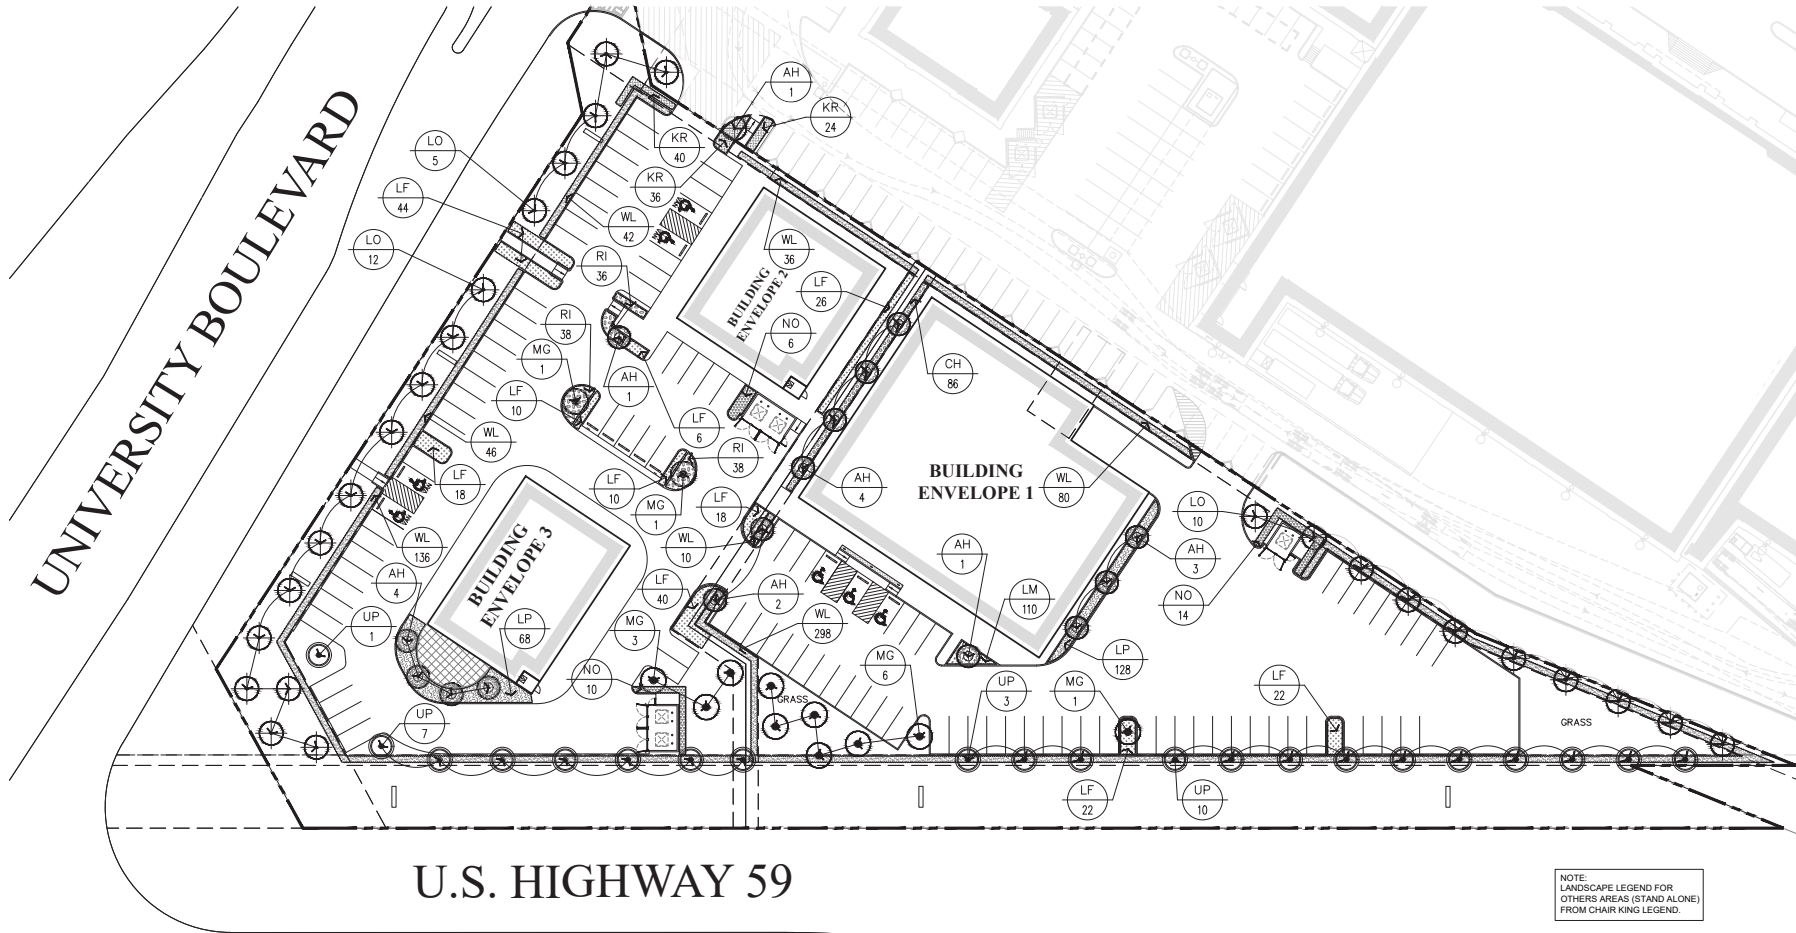 AH
1
KR
24
KR
40
LO
5
KR
36
LF
44
WL
42
LO
12
WL
36
RI
36
LF
26
RI
38
NO
6
MG
1
AH
1
CH
86
LF
10
LF
6
WL
46
RI
38
LF
18
LF
10
MG
1
LF
18
AH
4
WL
80
LO
10
WL
136
WL
10
AH
1
AH
3
AH
4
LF
40
AH
2
LM
110
NO
14
UP
1
LP
68
MG
3
WL
298
MG
6
LP
128
NO
10
UP
3
MG
1
LF
22
UP
7
LF
22
UP
10
UNIVERSITY BOULEVARD
BUILDING
ENVELOPE 2
BUILDING
ENVELOPE 1
BUILDING
ENVELOPE 3
GRASS
GRASS
U.S. HIGHWAY 59
NOTE:
LANDSCAPE LEGEND FOR
OTHERS AREAS (STAND ALONE)
FROM CHAIR KING LEGEND.